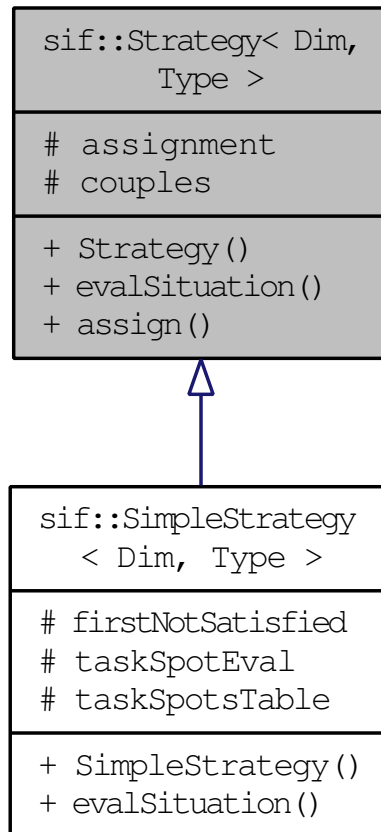 sif::Strategy< Dim,
Type >
# assignment
# couples
+ Strategy()
+ evalSituation()
+ assign()
sif::SimpleStrategy
< Dim, Type >
# firstNotSatisfied
# taskSpotEval
# taskSpotsTable
+ SimpleStrategy()
+ evalSituation()